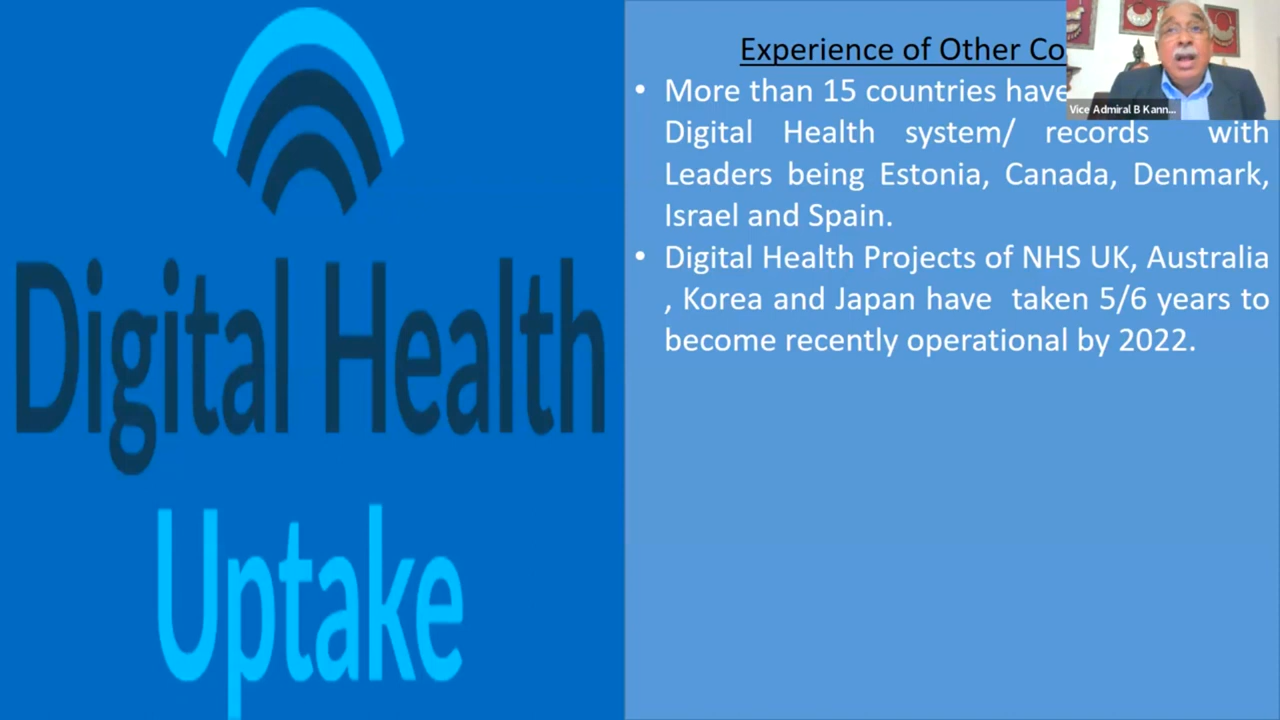 Digital Health
Uptake
Experience of Other Co
• More than 15 countries have
Digital Health system/ records with
Leaders being Estonia, Canada, Denmark,
Israel and Spain.
• Digital Health Projects of NHS UK, Australia
, Korea and Japan have taken 5/6 years to
become recently operational by 2022.
Vice Admiral B Kann...